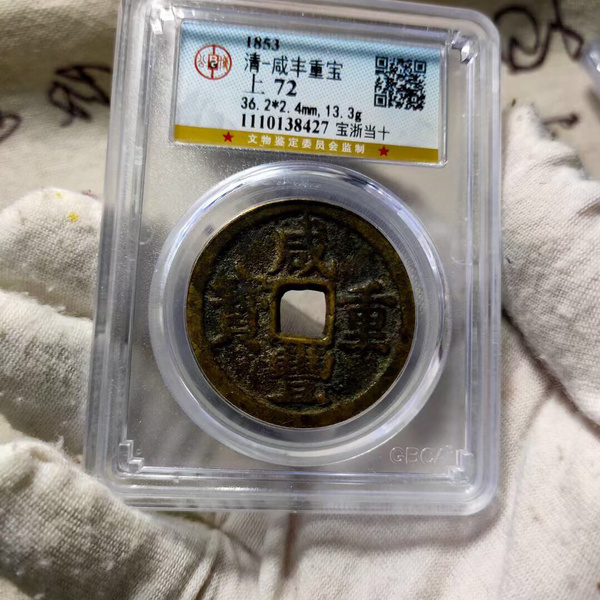 1853
清-咸丰重宝
上 72
36.2*2.4mm,13.3g
1110138427 宝浙当十
文物鉴定委员会监制
咸
寶 重
豐
GBCA